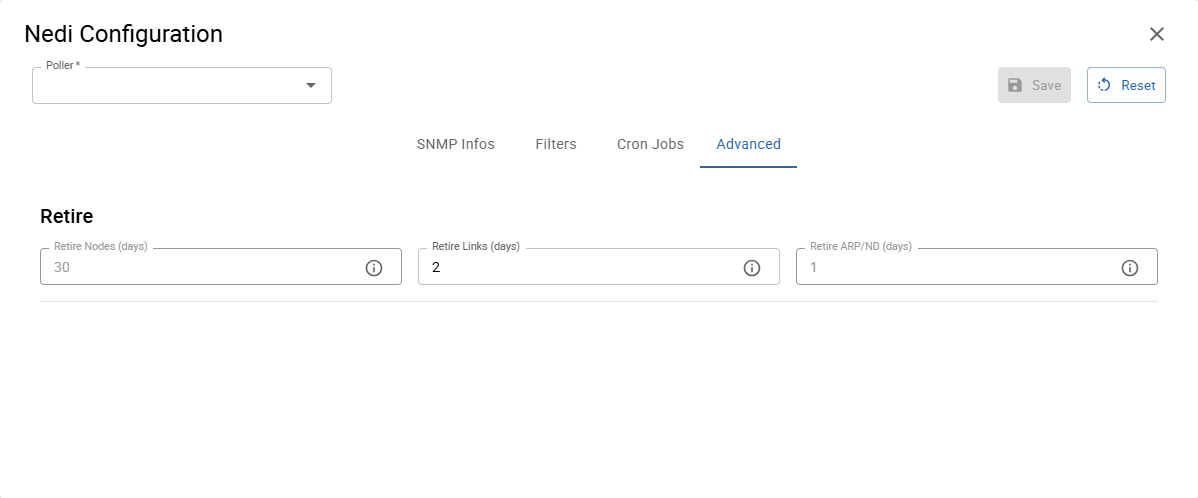 Nedi Configuration
Poller *
Save
Reset
SNMP Infos
Filters
Cron Jobs
Advanced
Retire
Retire Nodes (days)
30
Retire Links (days)
2
Retire ARP/ND (days)
1